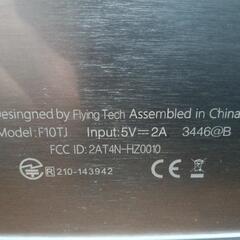 Desingned by Flying Tech Assembled in China
Model:F10TJ Input:5V⎓2A 3446@B
FCC ID: 2AT4N-HZ0010
R 210-143942 CE